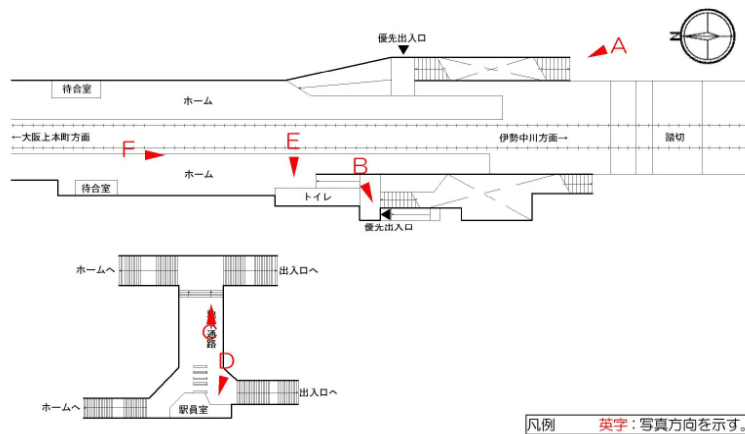 優先出入口
A
N
待合室
ホーム
←大阪上本町方面
伊勢中川方面→
踏切
F
E
B
ホーム
待合室
トイレ
優先出入口
ホームへ
出入口へ
C
通路
D
出入口へ
ホームへ
駅員室
凡例 英字：写真方向を示す。